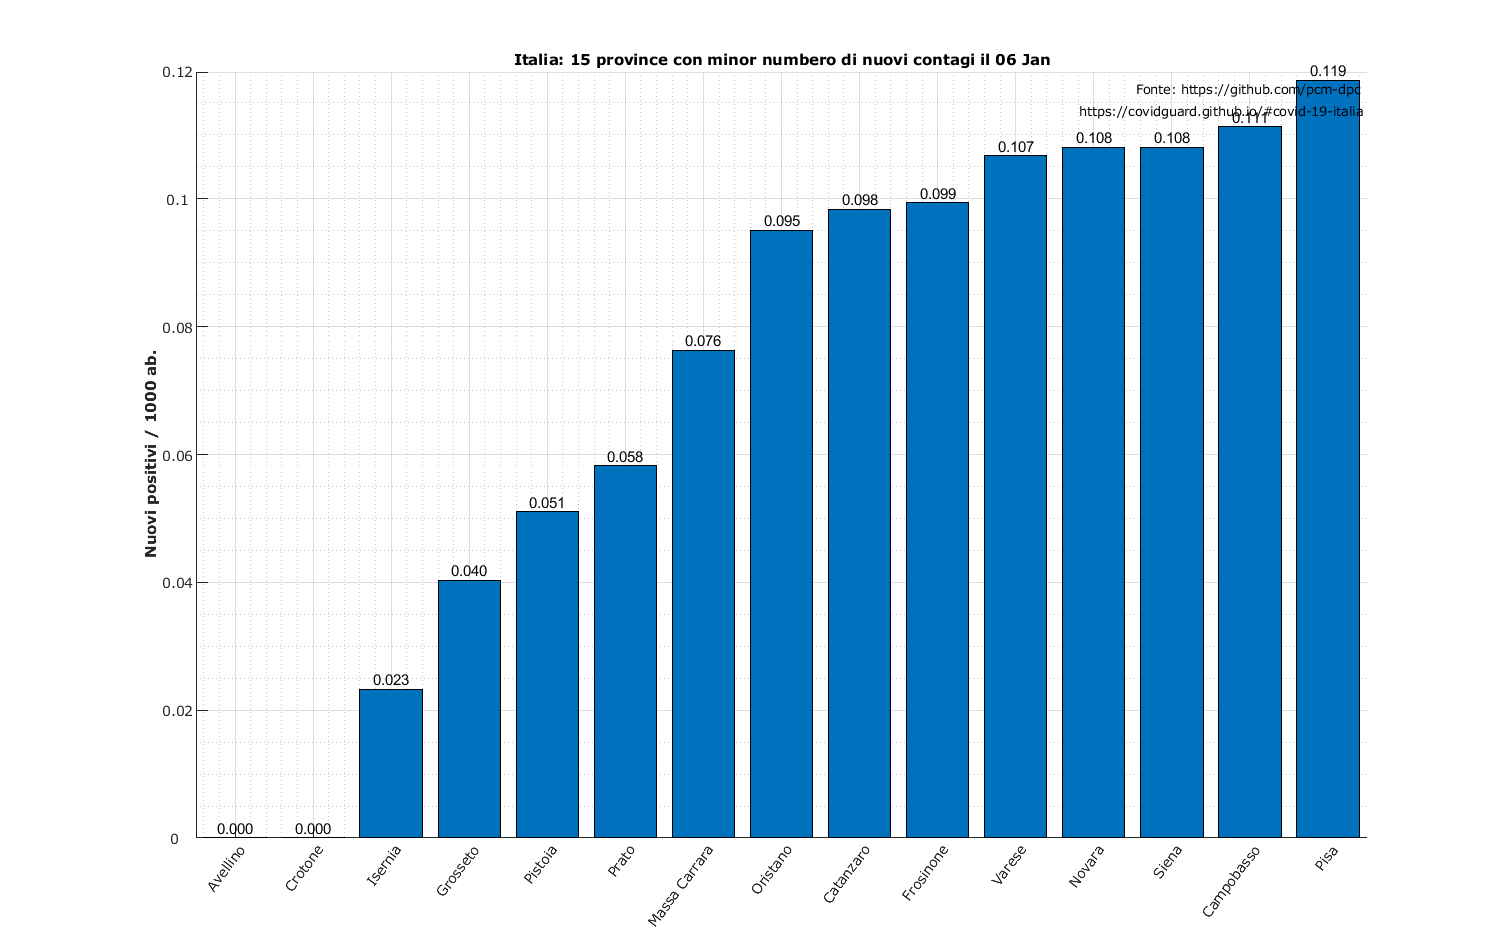 Italia: 15 province con minor numbero di nuovi contagi il 06 Jan
Fonte: https://github.com/pcm-dpc
https://covidguard.github.io/#covid-19-italia
Nuovi positivi / 1000 ab.
0.12
0.1
0.08
0.06
0.04
0.02
0
0.000
0.000
0.023
0.040
0.051
0.058
0.076
0.095
0.098
0.099
0.107
0.108
0.108
0.111
0.119
Avellino
Crotone
Isernia
Grosseto
Pistoia
Prato
Massa Carrara
Oristano
Catanzaro
Frosinone
Varese
Novara
Siena
Campobasso
Pisa